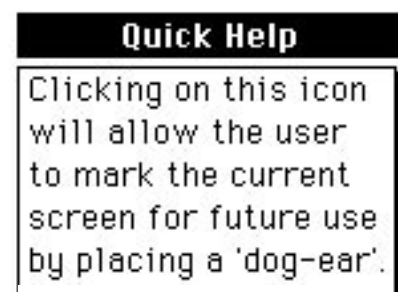 Quick Help
Clicking on this icon
will allow the user
to mark the current
screen for future use
by placing a 'dog-ear'.